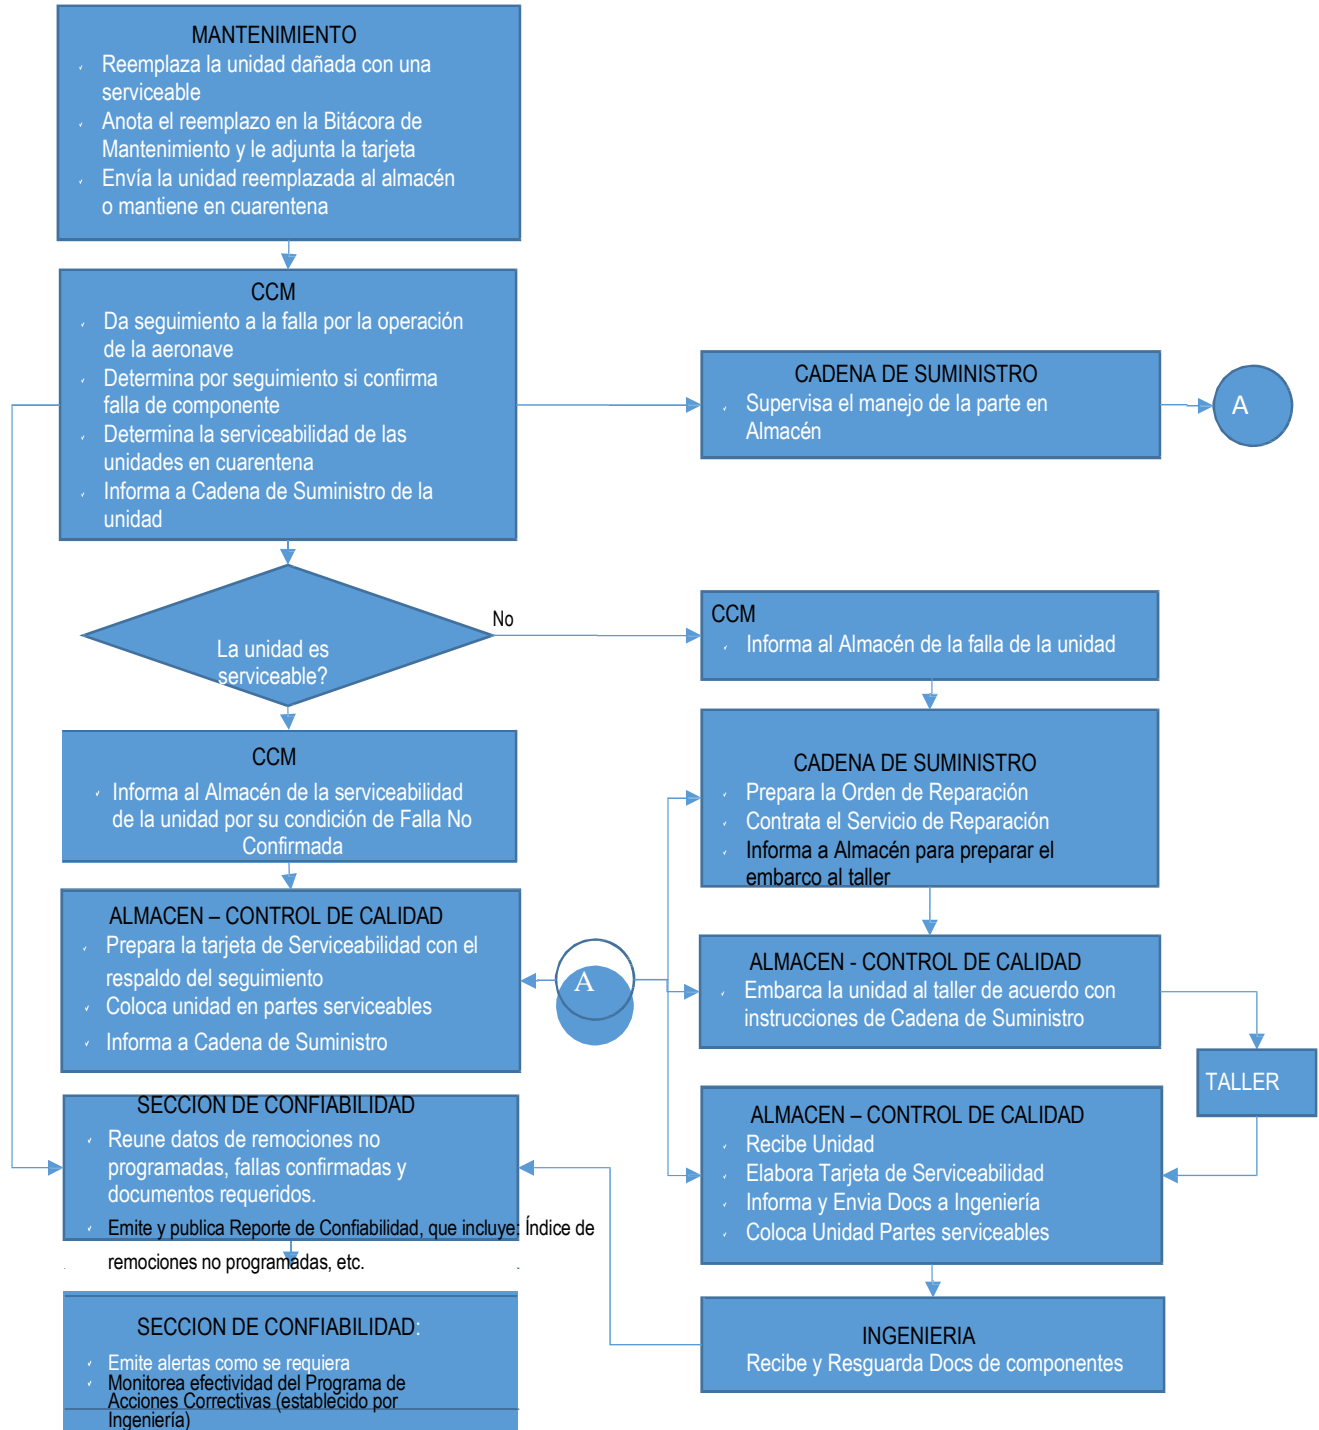 MANTENIMIENTO
Reemplaza la unidad dañada con una
serviceable
Anota el reemplazo en la Bitácora de
Mantenimiento y le adjunta la tarjeta
Envía la unidad reemplazada al almacén
o mantiene en cuarentena
CCM
Da seguimiento a la falla por la operación
de la aeronave
Determina por seguimiento si confirma
falla de componente
Determina la serviceabilidad de las
unidades en cuarentena
Informa a Cadena de Suministro de la
unidad
CADENA DE SUMINISTRO
Supervisa el manejo de la parte en
Almacén
A
La unidad es
serviceable?
No
CCM
Informa al Almacén de la falla de la unidad
CCM
Informa al Almacén de la serviceabilidad
de la unidad por su condición de Falla No
Confirmada
CADENA DE SUMINISTRO
Prepara la Orden de Reparación
Contrata el Servicio de Reparación
Informa a Almacén para preparar el
embarco al taller
ALMACEN – CONTROL DE CALIDAD
Prepara la tarjeta de Serviceabilidad con el
respaldo del seguimiento
Coloca unidad en partes serviceables
Informa a Cadena de Suministro
A
ALMACEN - CONTROL DE CALIDAD
Embarca la unidad al taller de acuerdo con
instrucciones de Cadena de Suministro
TALLER
ALMACEN – CONTROL DE CALIDAD
Recibe Unidad
Elabora Tarjeta de Serviceabilidad
Informa y Envia Docs a Ingeniería
Coloca Unidad Partes serviceables
SECCION DE CONFIABILIDAD
Reune datos de remociones no
programadas, fallas confirmadas y
documentos requeridos.
Emite y publica Reporte de Confiabilidad, que incluye: Índice de
remociones no programadas, etc.
INGENIERIA
Recibe y Resguarda Docs de componentes
SECCION DE CONFIABILIDAD:
Emite alertas como se requiera
Monitorea efectividad del Programa de
Acciones Correctivas (establecido por
Ingeniería)